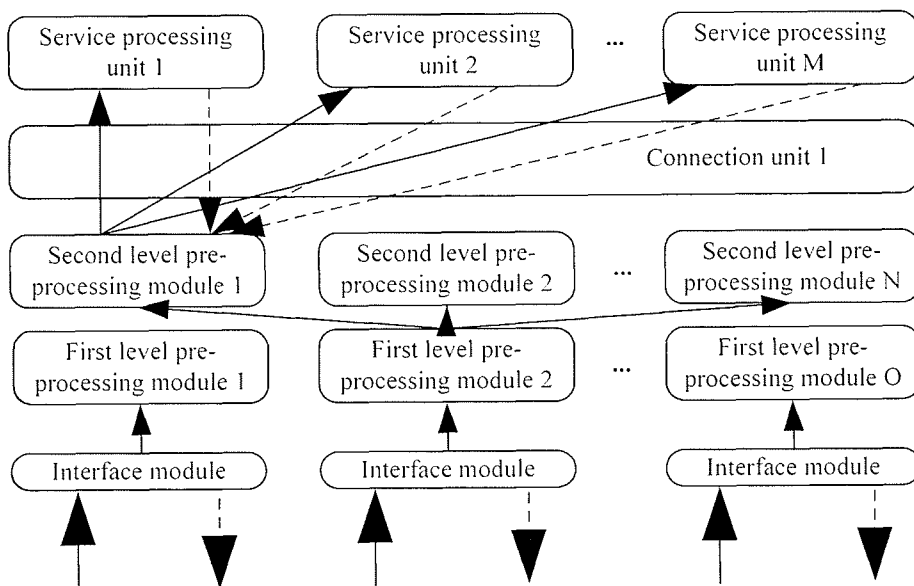 Service processing
unit 1
Service processing
unit 2
...
Service processing
unit M
Connection unit 1
Second level pre-
processing module 1
Second level pre-
processing module 2
...
Second level pre-
processing module N
First level pre-
processing module 1
First level pre-
processing module 2
...
First level pre-
processing module O
Interface module
Interface module
Interface module